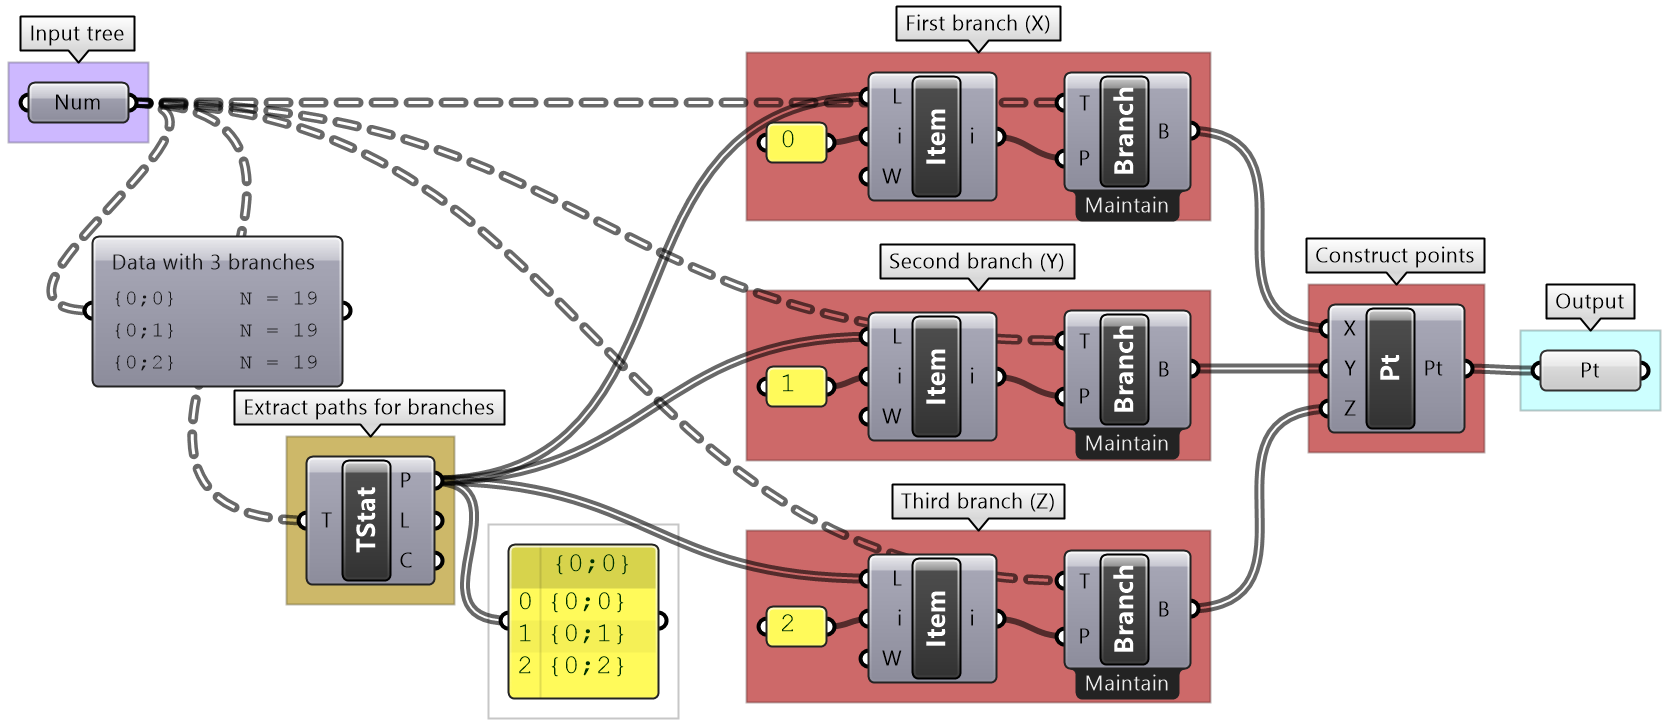 Input tree
Num
Data with 3 branches
{0;0} N = 19
{0;1} N = 19
{0;2} N = 19
Extract paths for branches
T
TStat
P
L
C
{0;0}
0 {0;0}
1 {0;1}
2 {0;2}
First branch (X)
0
L
i
W
Item
i
T
P
Branch
B
Maintain
Second branch (Y)
1
L
i
W
Item
i
T
P
Branch
B
Maintain
Third branch (Z)
2
L
i
W
Item
i
T
P
Branch
B
Maintain
Construct points
X
Y
Z
Pt
Pt
Output
Pt